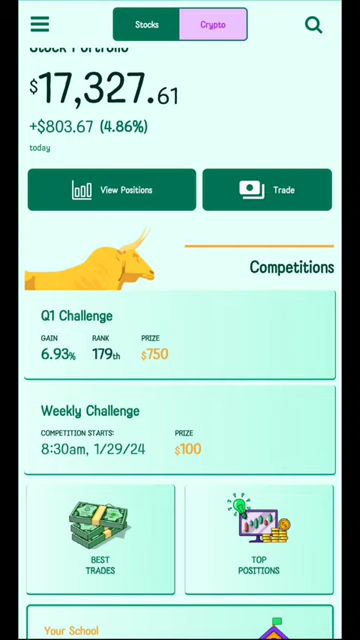 Stocks
Crypto
Stock Portfolio
$17,327.61
+$803.67 (4.86%)
today
View Positions
Trade
Competitions
Q1 Challenge
GAIN RANK PRIZE
6.93% 179th $750
Weekly Challenge
COMPETITION STARTS: PRIZE
8:30am, 1/29/24 $100
BEST
TRADES
TOP
POSITIONS
Your School